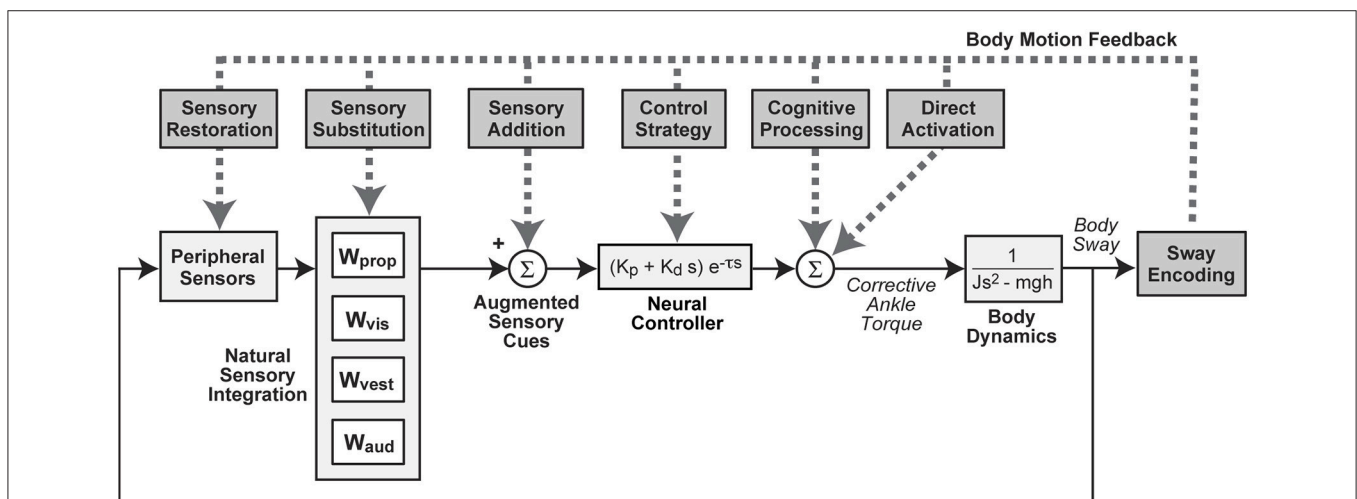 Body Motion Feedback
Sensory
Restoration
Sensory
Substitution
Sensory
Addition
Control
Strategy
Cognitive
Processing
Direct
Activation
Peripheral
Sensors
Natural
Sensory
Integration
Wprop
Wvis
Wvest
Waud
+
Σ
Augmented
Sensory
Cues
(Kp + Kd s) e-τs
Neural
Controller
Σ
Corrective
Ankle
Torque
1
Js2 - mgh
Body
Dynamics
Body
Sway
Sway
Encoding